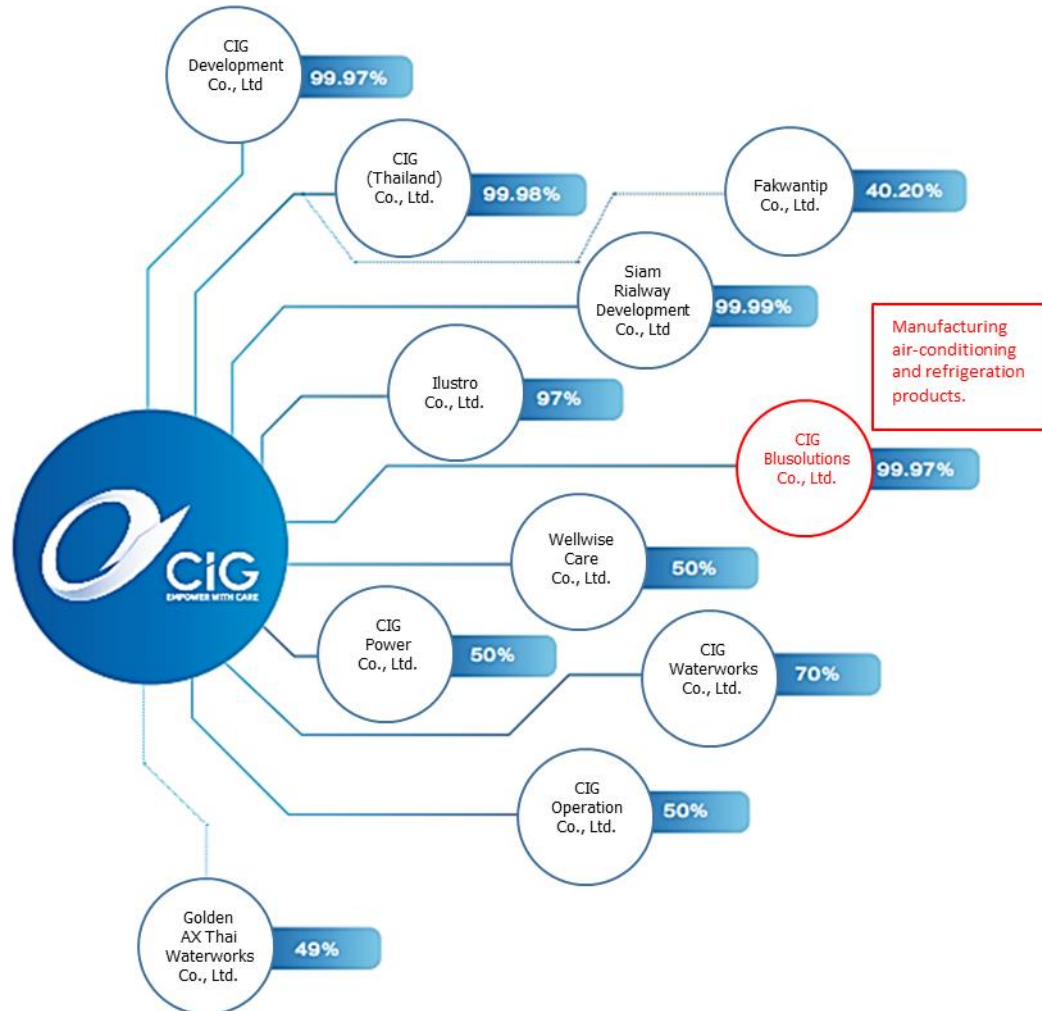 CIG
Development
Co., Ltd
99.97%
CIG
(Thailand)
Co., Ltd.
99.98%
Fakwantip
Co., Ltd.
40.20%
Siam
Rialway
Development
Co., Ltd
99.99%
Manufacturing
air-conditioning
and refrigeration
products.
Ilustro
Co., Ltd.
97%
CIG
Blusolutions
Co., Ltd.
99.97%
CiG
EMPOWER WITH CARE
Wellwise
Care
Co., Ltd.
50%
CIG
Power
Co., Ltd.
50%
CIG
Waterworks
Co., Ltd.
70%
CIG
Operation
Co., Ltd.
50%
Golden
AX Thai
Waterworks
Co., Ltd.
49%